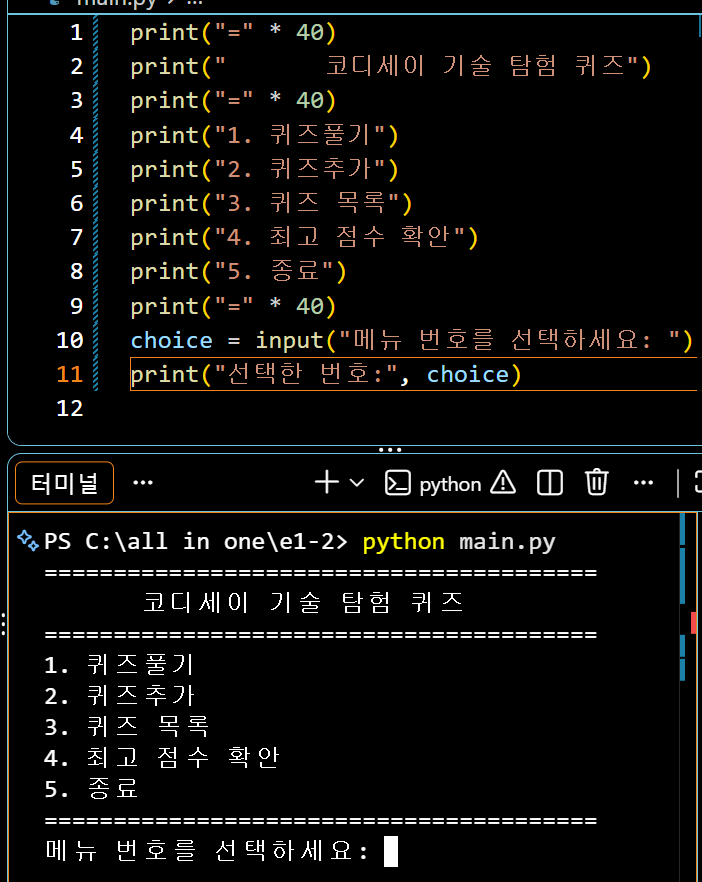 main.py > ...
1 print("=" * 40)
2 print("       코디세이 기술 탐험 퀴즈")
3 print("=" * 40)
4 print("1. 퀴즈풀기")
5 print("2. 퀴즈추가")
6 print("3. 퀴즈 목록")
7 print("4. 최고 점수 확안")
8 print("5. 종료")
9 print("=" * 40)
10 choice = input("메뉴 번호를 선택하세요: ")
11 print("선택한 번호:", choice)
12
터미널 ... python ...
PS C:\all in one\e1-2> python main.py
========================================
       코디세이 기술 탐험 퀴즈
========================================
1. 퀴즈풀기
2. 퀴즈추가
3. 퀴즈 목록
4. 최고 점수 확안
5. 종료
========================================
메뉴 번호를 선택하세요: